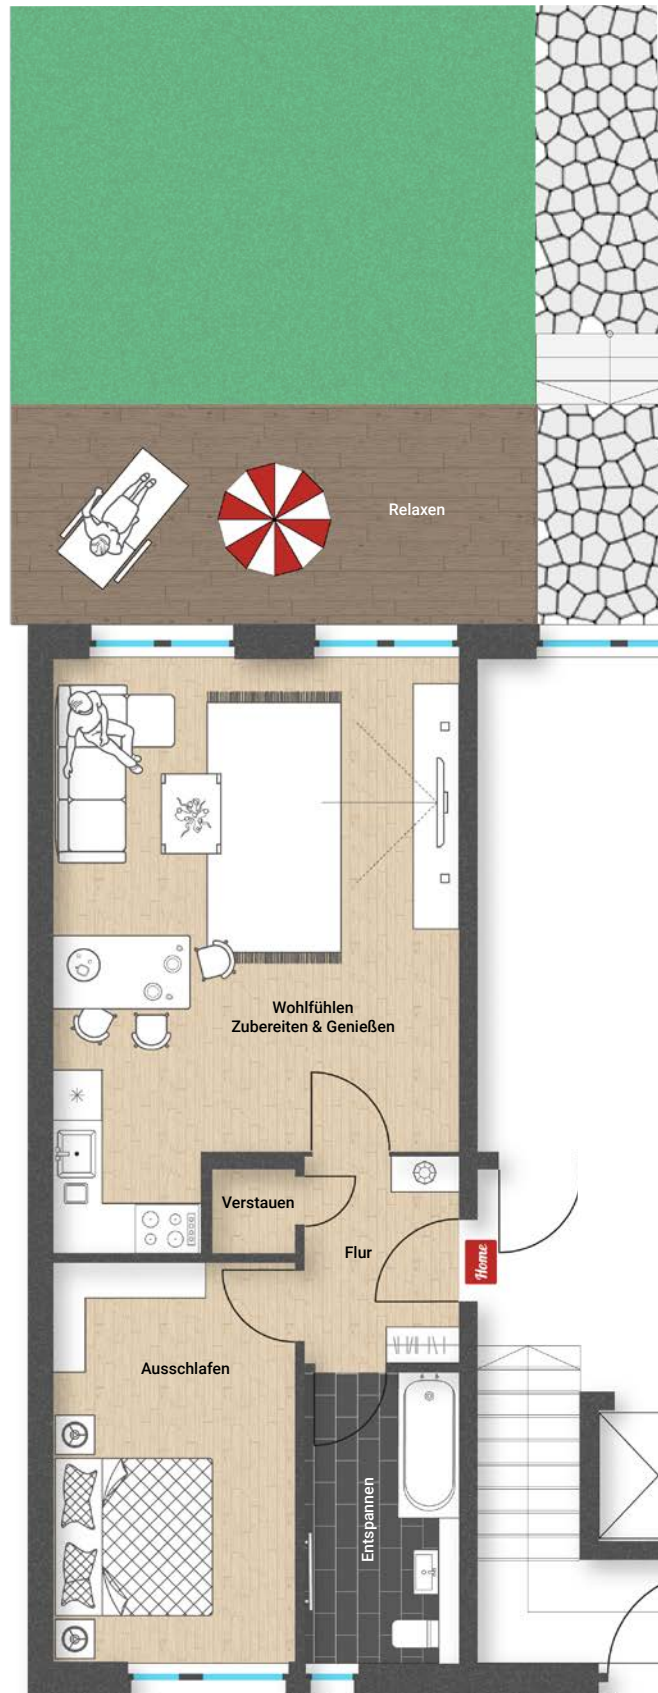 Relaxen
Wohlfühlen
Zubereiten & Genießen
Verstauen
Flur
Home
Ausschlafen
Entspannen